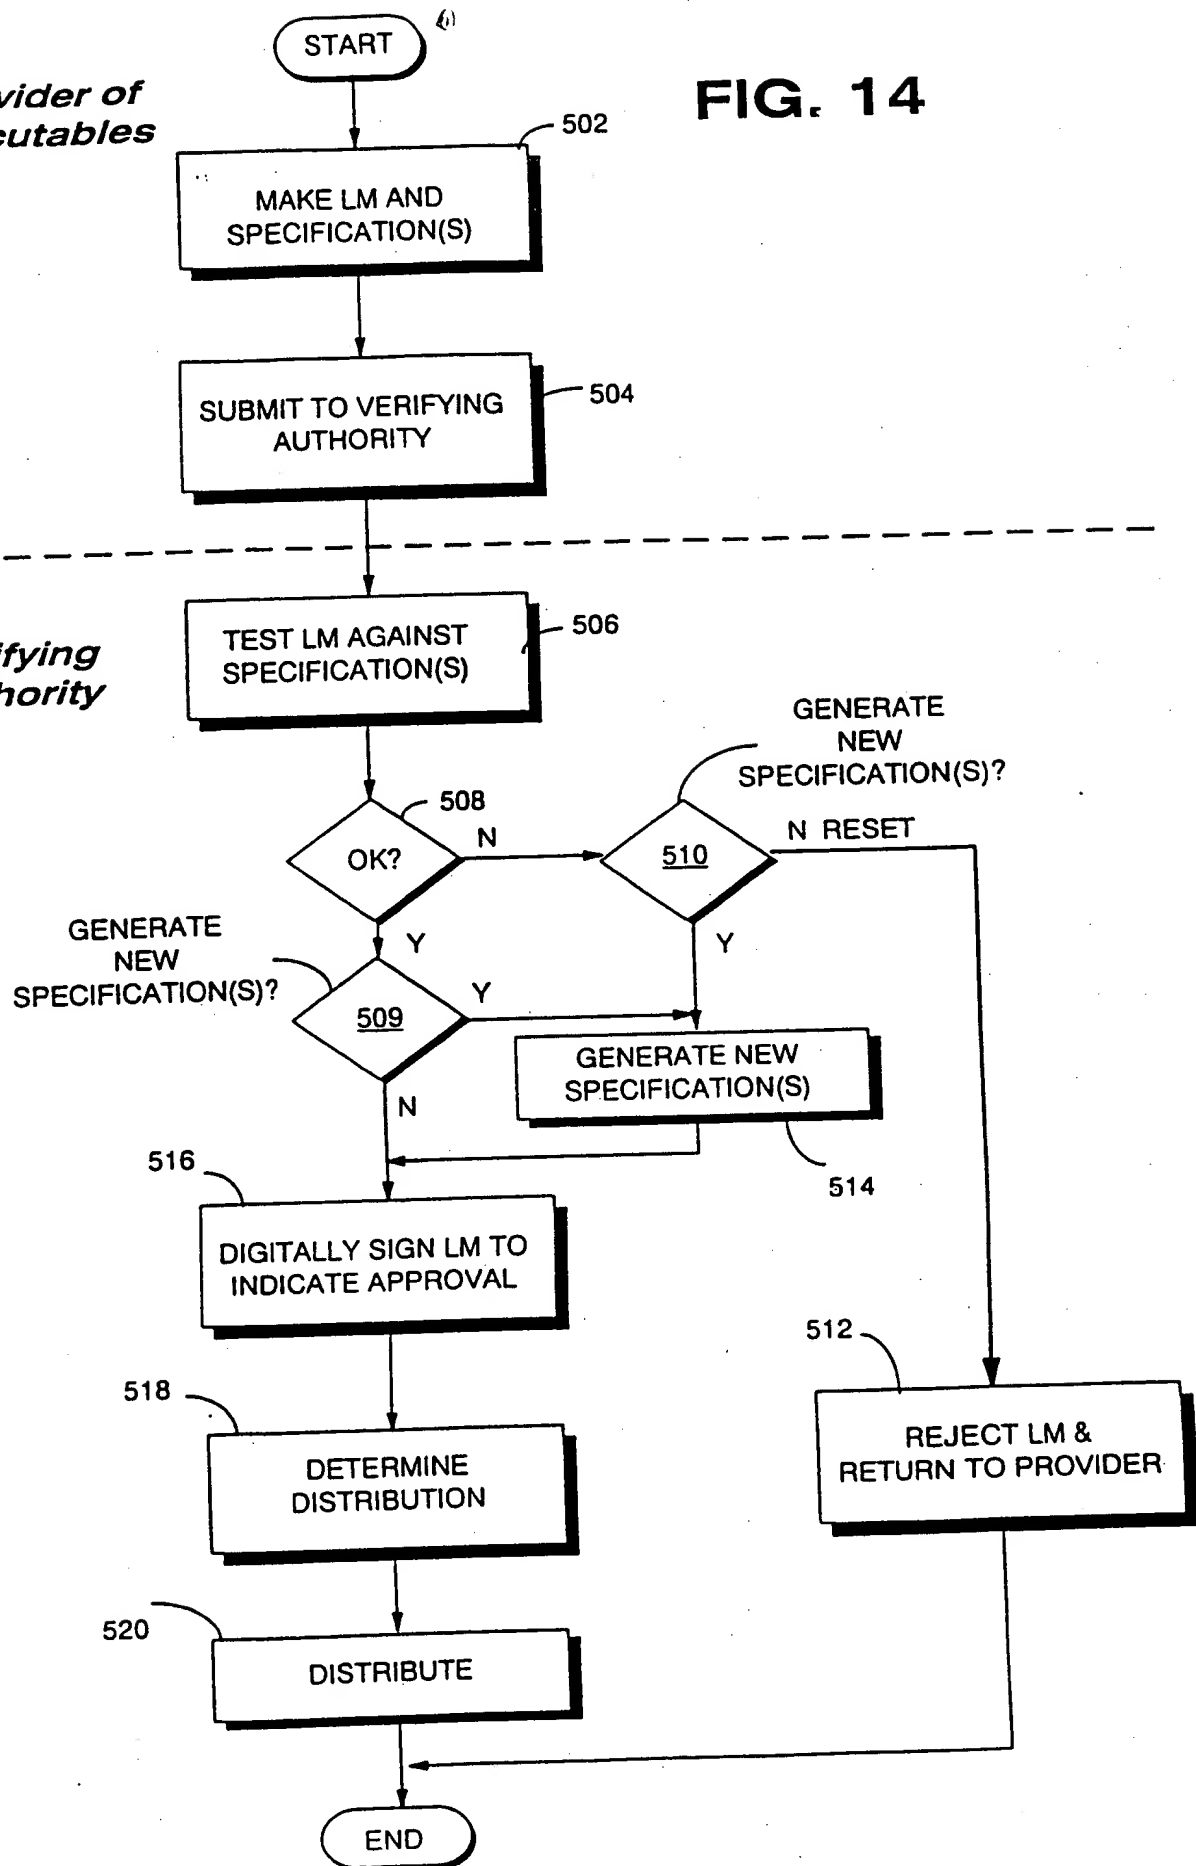 START
FIG. 14
vider of
cutables
502
MAKE LM AND
SPECIFICATION(S)
504
SUBMIT TO VERIFYING
AUTHORITY
506
TEST LM AGAINST
SPECIFICATION(S)
ifying
hority
GENERATE
NEW
SPECIFICATION(S)?
508
OK?
N
510
N RESET
Y
Y
GENERATE
NEW
SPECIFICATION(S)?
509
Y
GENERATE NEW
SPECIFICATION(S)
N
514
516
DIGITALLY SIGN LM TO
INDICATE APPROVAL
512
REJECT LM &
RETURN TO PROVIDER
518
DETERMINE
DISTRIBUTION
520
DISTRIBUTE
END